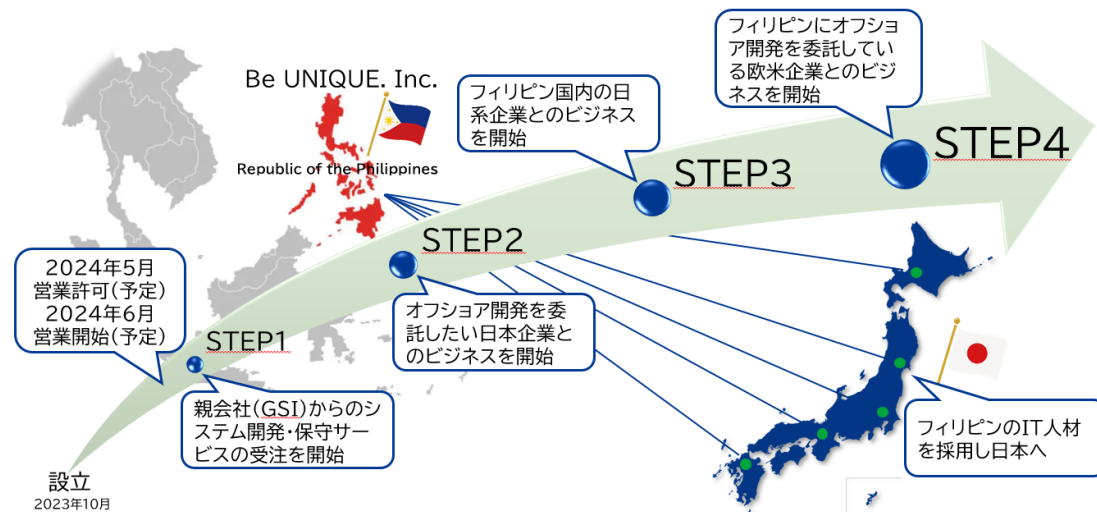 Be UNIQUE. Inc.
Republic of the Philippines
フィリピン国内の日
系企業とのビジネス
を開始
フィリピンにオフショ
ア開発を委託してい
る欧米企業とのビジ
ネスを開始
STEP4
STEP3
STEP2
オフショア開発を委
託したい日本企業と
のビジネスを開始
2024年5月
営業許可(予定)
2024年6月
営業開始(予定)
STEP1
親会社(GSI)からのシ
ステム開発・保守サー
ビスの受注を開始
フィリピンのIT人材
を採用し日本へ
設立
2023年10月